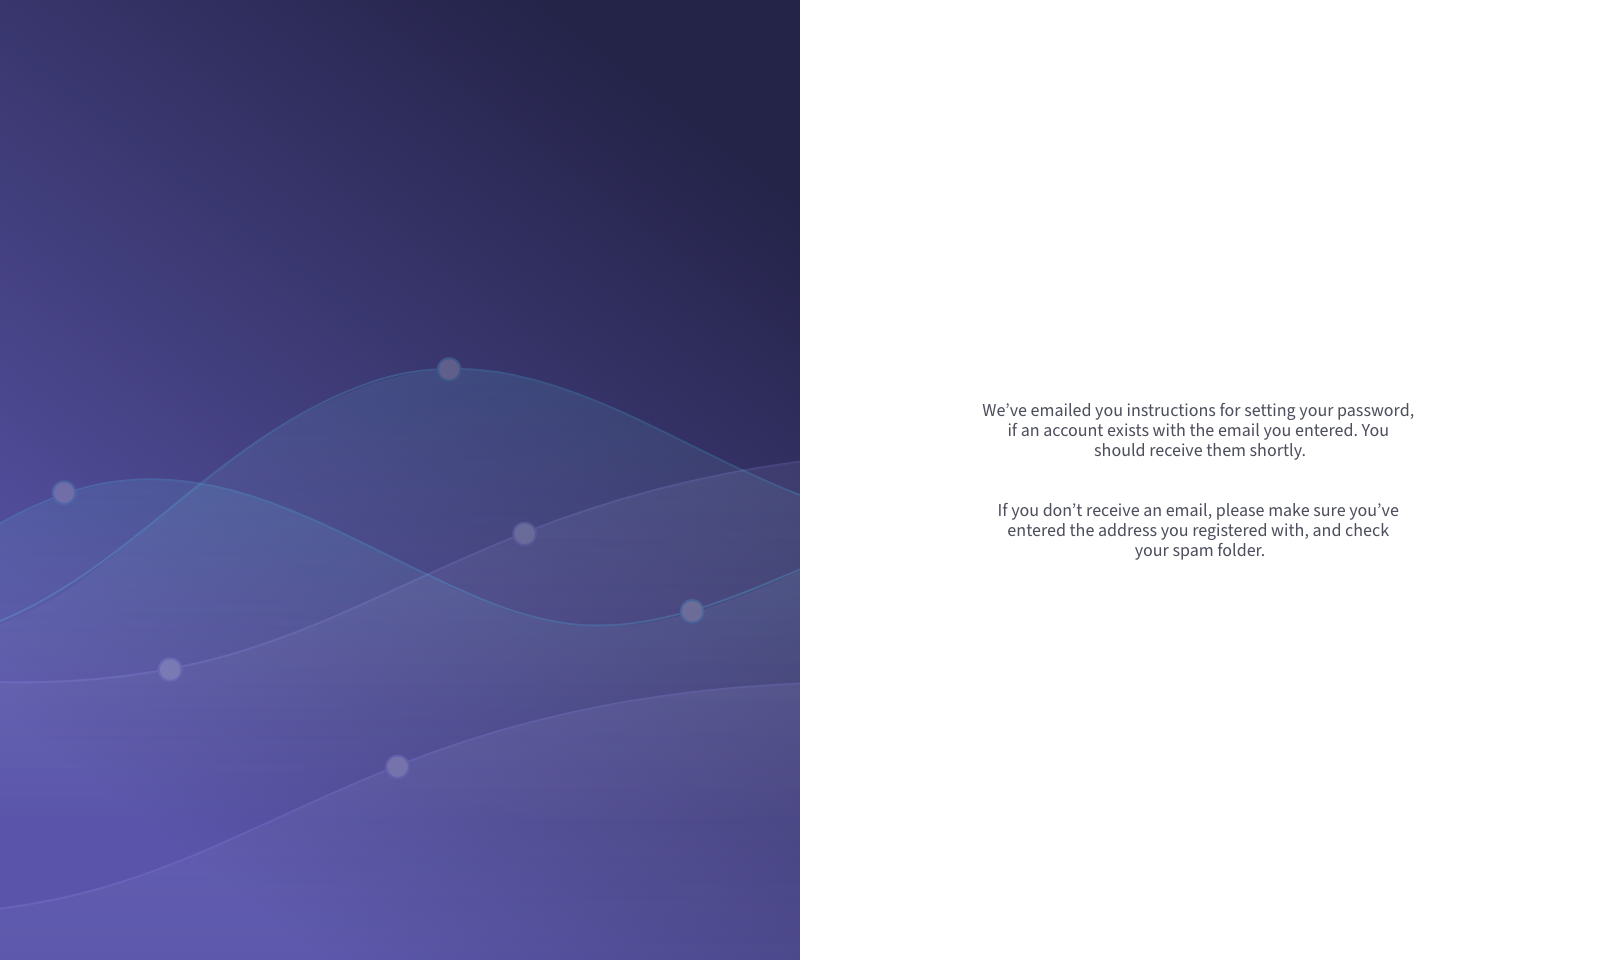 We’ve emailed you instructions for setting your password,
if an account exists with the email you entered. You
should receive them shortly.
If you don’t receive an email, please make sure you’ve
entered the address you registered with, and check
your spam folder.